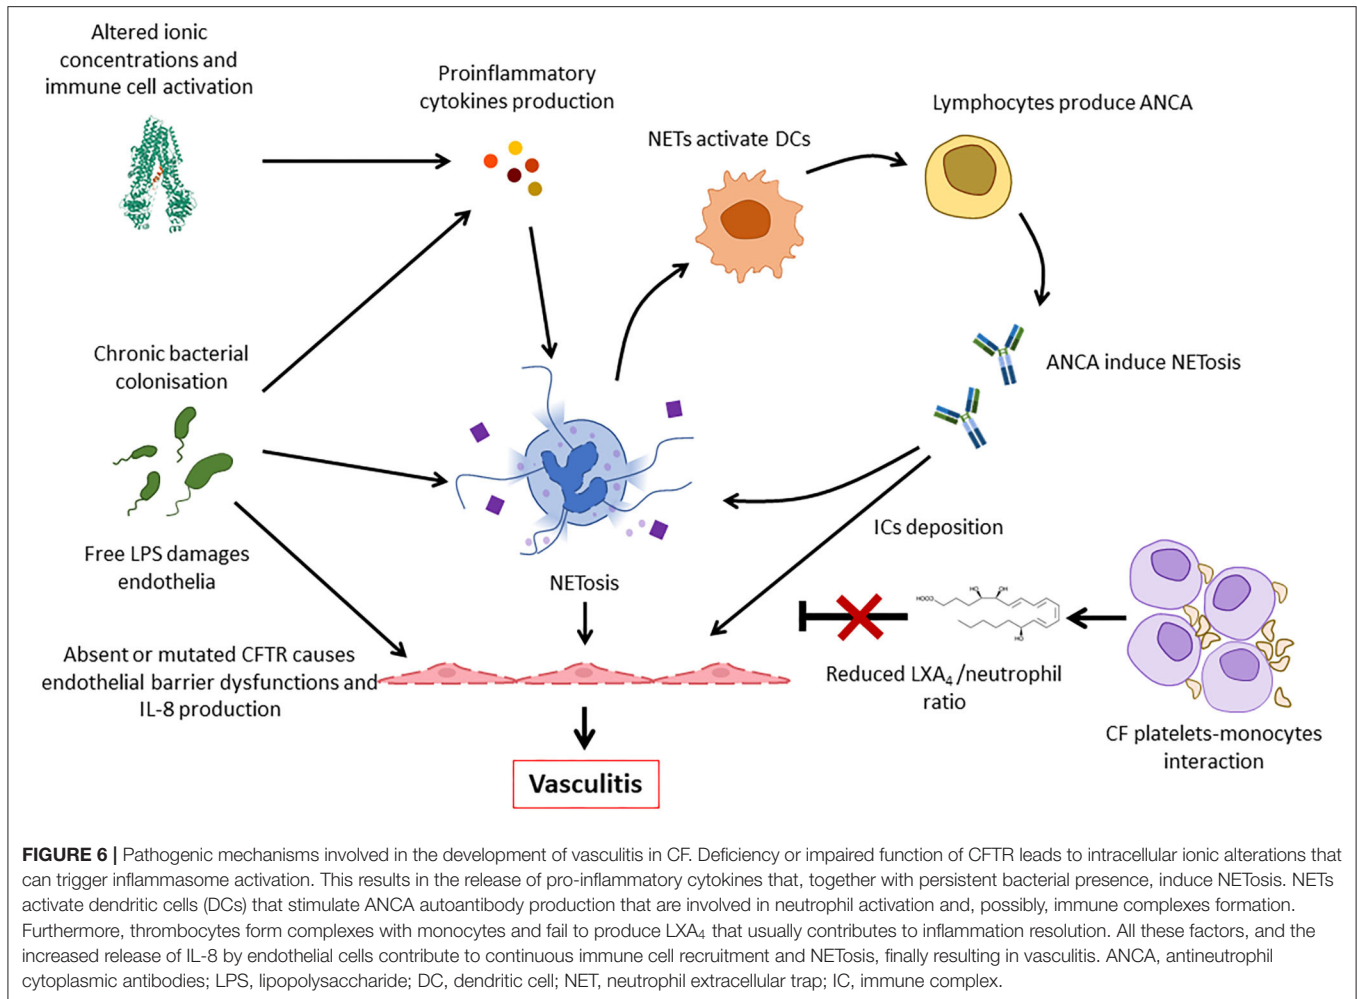 Altered ionic
concentrations and
immune cell activation
Proinflammatory
cytokines production
NETs activate DCs
Lymphocytes produce ANCA
Chronic bacterial
colonisation
ANCA induce NETosis
Free LPS damages
endothelia
NETosis
ICs deposition
HOOC
HO
OH
HO
Absent or mutated CFTR causes
endothelial barrier dysfunctions and
IL-8 production
Reduced LXA₄/neutrophil
ratio
CF platelets-monocytes
interaction
Vasculitis
FIGURE 6 | Pathogenic mechanisms involved in the development of vasculitis in CF. Deficiency or impaired function of CFTR leads to intracellular ionic alterations that
can trigger inflammasome activation. This results in the release of pro-inflammatory cytokines that, together with persistent bacterial presence, induce NETosis. NETs
activate dendritic cells (DCs) that stimulate ANCA autoantibody production that are involved in neutrophil activation and, possibly, immune complexes formation.
Furthermore, thrombocytes form complexes with monocytes and fail to produce LXA₄ that usually contributes to inflammation resolution. All these factors, and the
increased release of IL-8 by endothelial cells contribute to continuous immune cell recruitment and NETosis, finally resulting in vasculitis. ANCA, antineutrophil
cytoplasmic antibodies; LPS, lipopolysaccharide; DC, dendritic cell; NET, neutrophil extracellular trap; IC, immune complex.